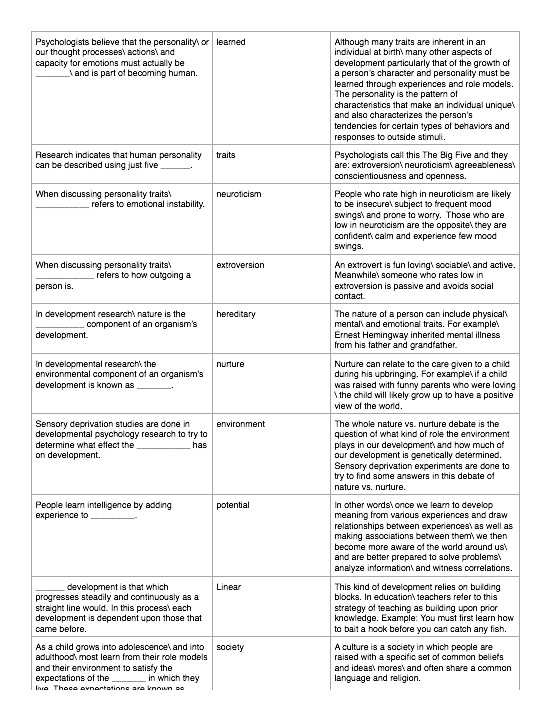 Psychologists believe that the personality\ or
our thought processes\ actions\ and
capacity for emotions must actually be
_______\ and is part of becoming human.
learned
Although many traits are inherent in an
individual at birth\ many other aspects of
development particularly that of the growth of
a person's character and personality must be
learned through experiences and role models.
The personality is the pattern of
characteristics that make an individual unique\
and also characterizes the person's
tendencies for certain types of behaviors and
responses to outside stimuli.
Research indicates that human personality
can be described using just five ______.
traits
Psychologists call this The Big Five and they
are: extroversion\ neuroticism\ agreeableness\
conscientiousness and openness.
When discussing personality traits\
___________ refers to emotional instability.
neuroticism
People who rate high in neuroticism are likely
to be insecure\ subject to frequent mood
swings\ and prone to worry.  Those who are
low in neuroticism are the opposite\ they are
confident\ calm and experience few mood
swings.
When discussing personality traits\
____________ refers to how outgoing a
person is.
extroversion
An extrovert is fun loving\ sociable\ and active.
Meanwhile\ someone who rates low in
extroversion is passive and avoids social
contact.
In development research\ nature is the
__________ component of an organism's
development.
hereditary
The nature of a person can include physical\
mental\ and emotional traits. For example\
Ernest Hemingway inherited mental illness
from his father and grandfather.
In developmental research\ the
environmental component of an organism's
development is known as _______.
nurture
Nurture can relate to the care given to a child
during his upbringing. For example\ if a child
was raised with funny parents who were loving
\ the child will likely grow up to have a positive
view of the world.
Sensory deprivation studies are done in
developmental psychology research to try to
determine what effect the ___________ has
on development.
environment
The whole nature vs. nurture debate is the
question of what kind of role the environment
plays in our development\ and how much of
our development is genetically determined.
Sensory deprivation experiments are done to
try to find some answers in this debate of
nature vs. nurture.
People learn intelligence by adding
experience to _________.
potential
In other words\ once we learn to develop
meaning from various experiences and draw
relationships between experiences\ as well as
making associations between them\ we then
become more aware of the world around us\
and are better prepared to solve problems\
analyze information\ and witness correlations.
______ development is that which
progresses steadily and continuously as a
straight line would. In this process\ each
development is dependent upon those that
came before.
Linear
This kind of development relies on building
blocks. In education\ teachers refer to this
strategy of teaching as building upon prior
knowledge. Example: You must first learn how
to bait a hook before you can catch any fish.
As a child grows into adolescence\ and into
adulthood\ most learn from their role models
and their environment to satisfy the
expectations of the _______ in which they
live. These expectations are known as
society
A culture is a society in which people are
raised with a specific set of common beliefs
and ideas\ mores\ and often share a common
language and religion.